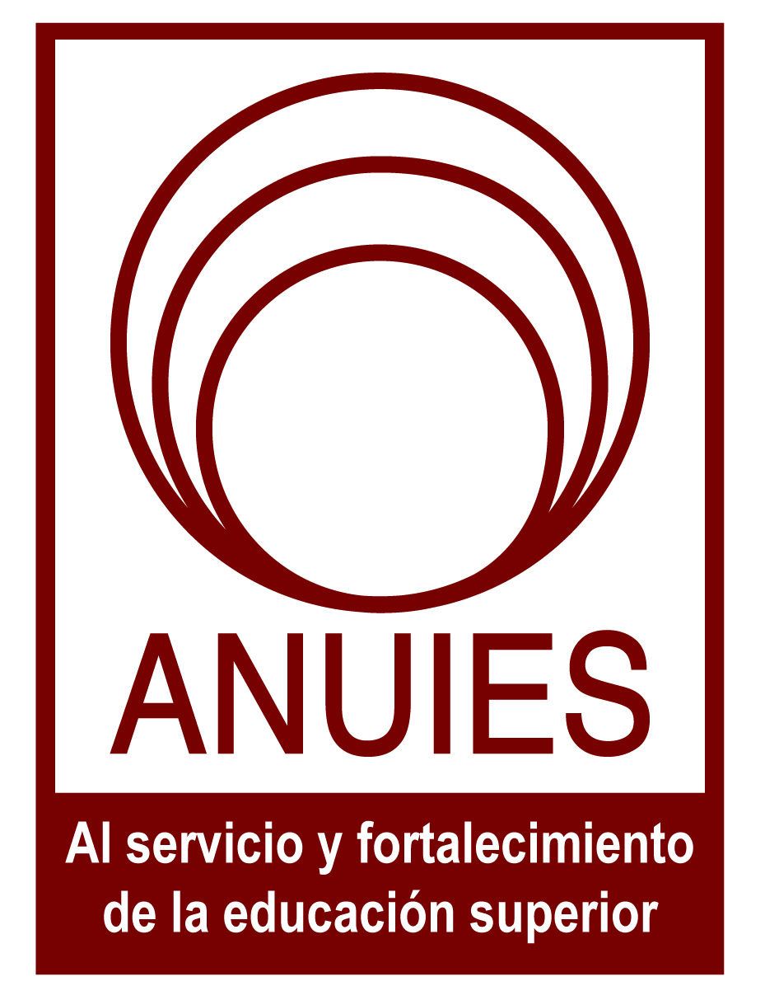 ANUIES
Al servicio y fortalecimiento
de la educación superior